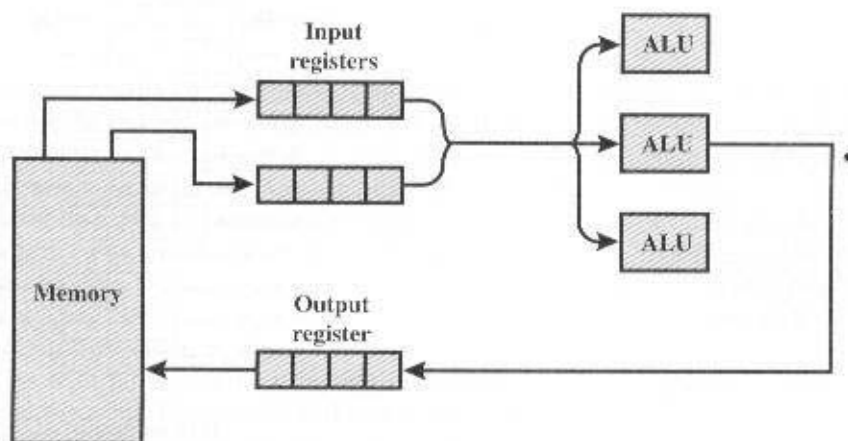 Input
registers
ALU
ALU
ALU
Memory
Output
register